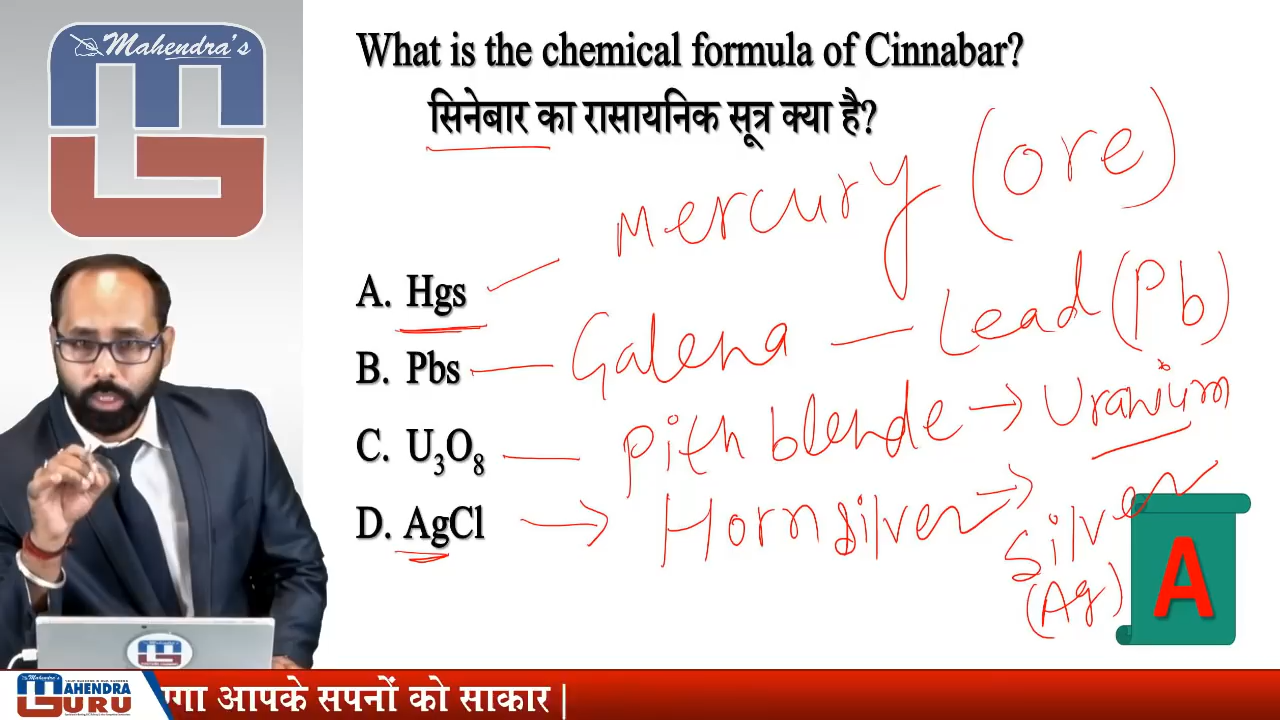 Mahendra's
What is the chemical formula of Cinnabar?
सिनेबार का रासायनिक सूत्र क्या है?
Mercury (ore)
A. Hgs
B. Pbs
Galena — Lead (Pb)
C. U₃O₈
Pith blende → Uranium
D. AgCl
→ Horn silver →
Silver
(Ag)
A
Mahendra's
MAHENDRA
GURU
गा आपके सपनों को साकार |